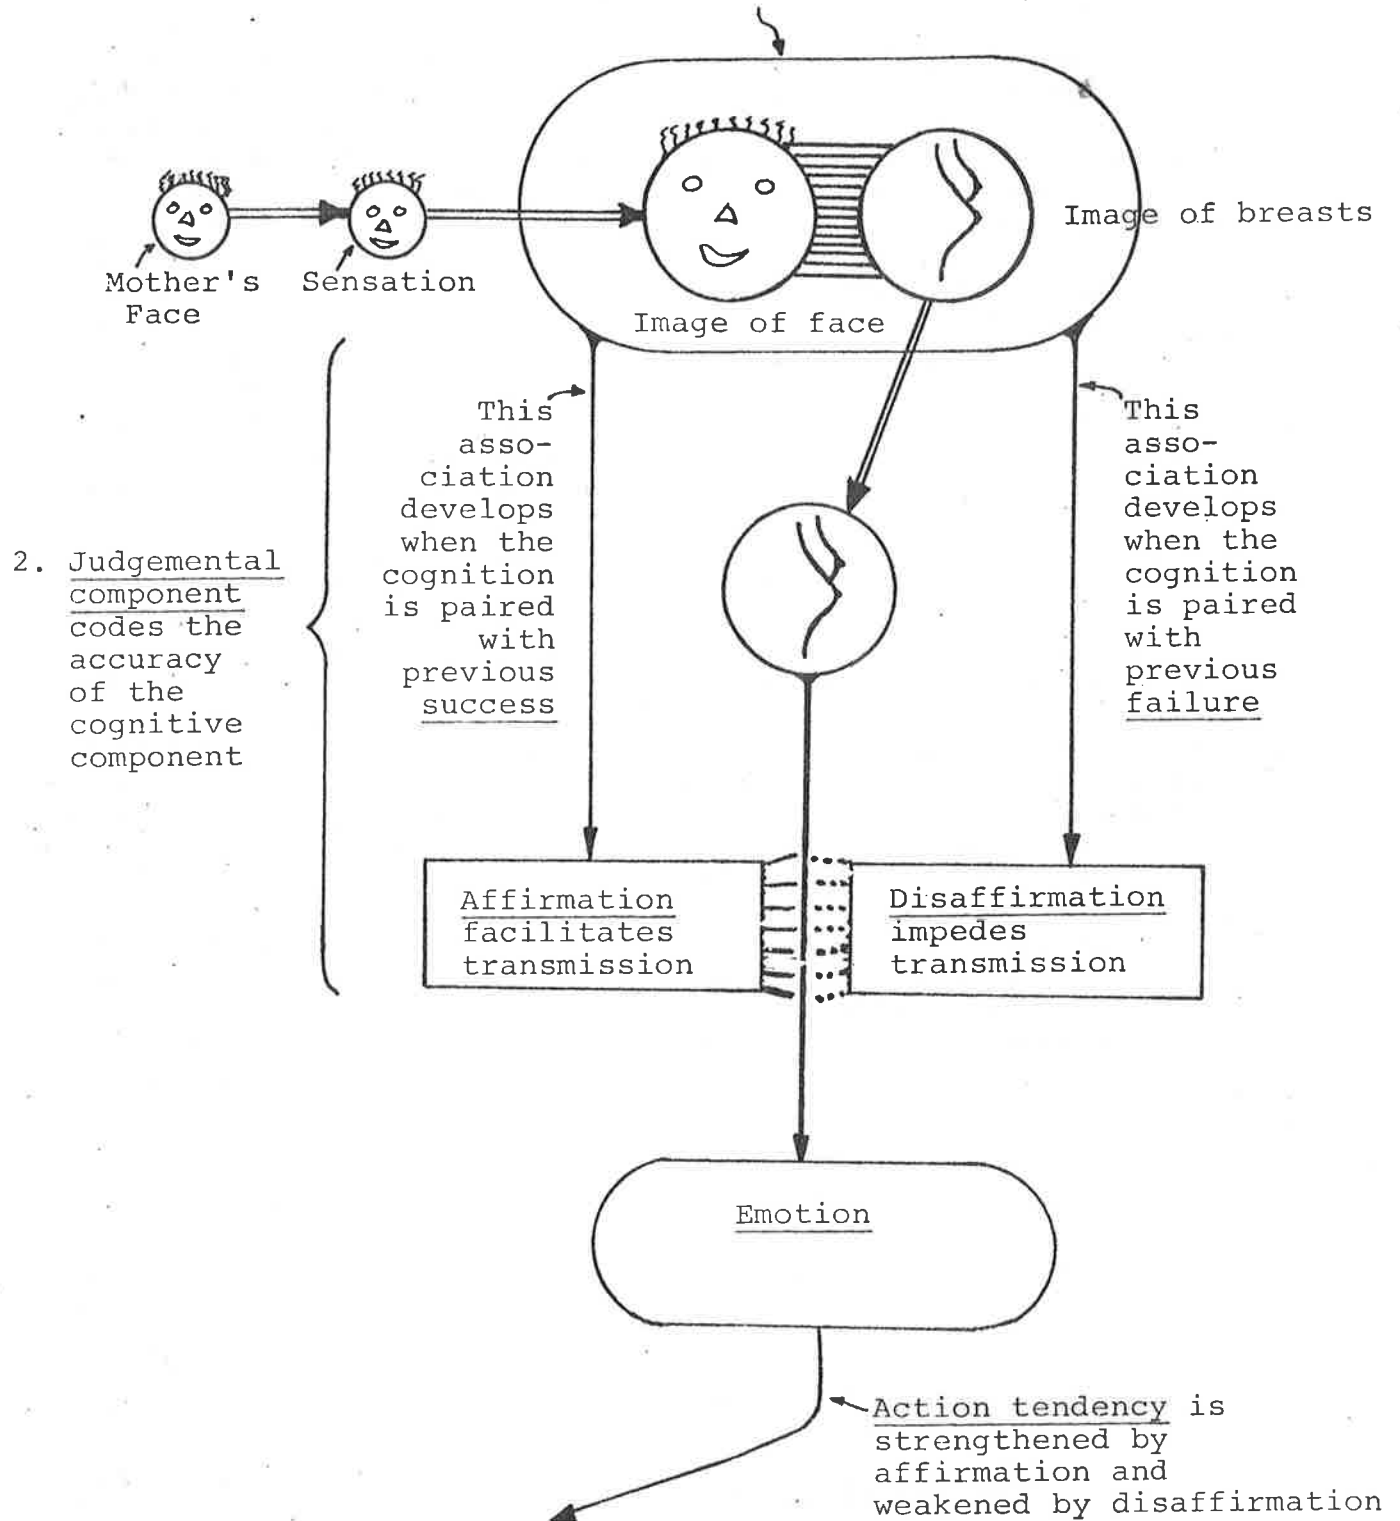 Image of breasts
Mother's
Face
Sensation
Image of face
This
asso-
ciation
develops
when the
cognition
is paired
with
previous
success
This
asso-
ciation
develops
when the
cognition
is paired
with
previous
failure
2. Judgemental
component
codes the
accuracy
of the
cognitive
component
Affirmation
facilitates
transmission
Disaffirmation
impedes
transmission
Emotion
Action tendency is
strengthened by
affirmation and
weakened by disaffirmation